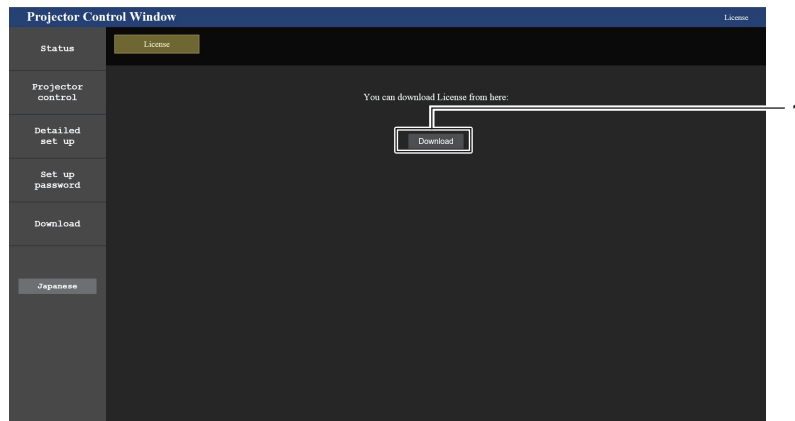 Projector Control Window
License
Status
License
Projector
control
You can download License from here:
Download
Detailed
set up
Set up
password
Download
Japanese